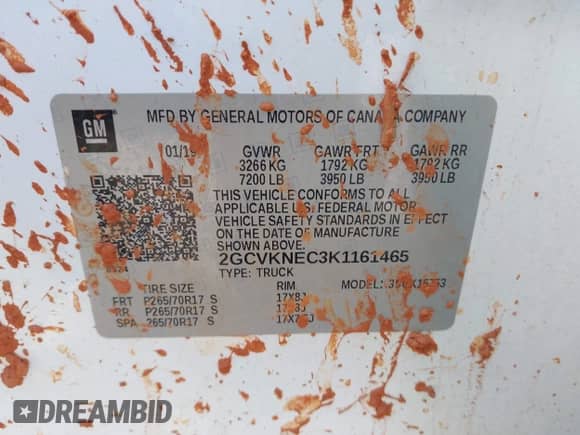 GM
MFD BY GENERAL MOTORS OF CANADA COMPANY
01/19 GVWR GAWR FRT GAWR RR
3266 KG 1792 KG 1792 KG
7200 LB 3950 LB 3950 LB
THIS VEHICLE CONFORMS TO ALL
APPLICABLE U.S. FEDERAL MOTOR
VEHICLE SAFETY STANDARDS IN EFFECT
ON THE DATE OF MANUFACTURE
SHOWN ABOVE.
2GCVKNEC3K1161465
TYPE: TRUCK
TIRE SIZE RIM MODEL:
FRT P265/70R17 S 17X8J
RR P265/70R17 S 17X8J
SPA 265/70R17 S
DREAMBID